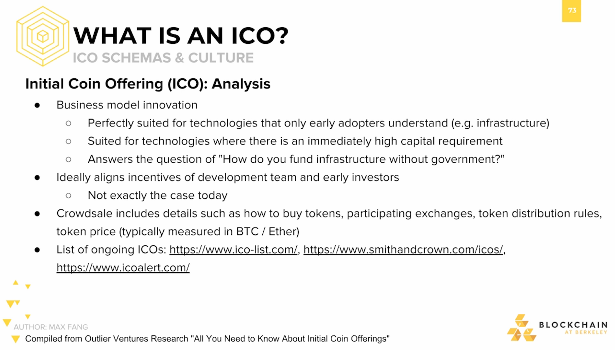 73
WHAT IS AN ICO?
ICO SCHEMAS & CULTURE
Initial Coin Offering (ICO): Analysis
● Business model innovation
○ Perfectly suited for technologies that only early adopters understand (e.g. infrastructure)
○ Suited for technologies where there is an immediately high capital requirement
○ Answers the question of "How do you fund infrastructure without government?"
● Ideally aligns incentives of development team and early investors
○ Not exactly the case today
● Crowdsale includes details such as how to buy tokens, participating exchanges, token distribution rules,
token price (typically measured in BTC / Ether)
● List of ongoing ICOs: https://www.ico-list.com/, https://www.smithandcrown.com/icos/,
https://www.icoalert.com/
AUTHOR: MAX FANG
Compiled from Outlier Ventures Research "All You Need to Know About Initial Coin Offerings"
BLOCKCHAIN
AT BERKELEY